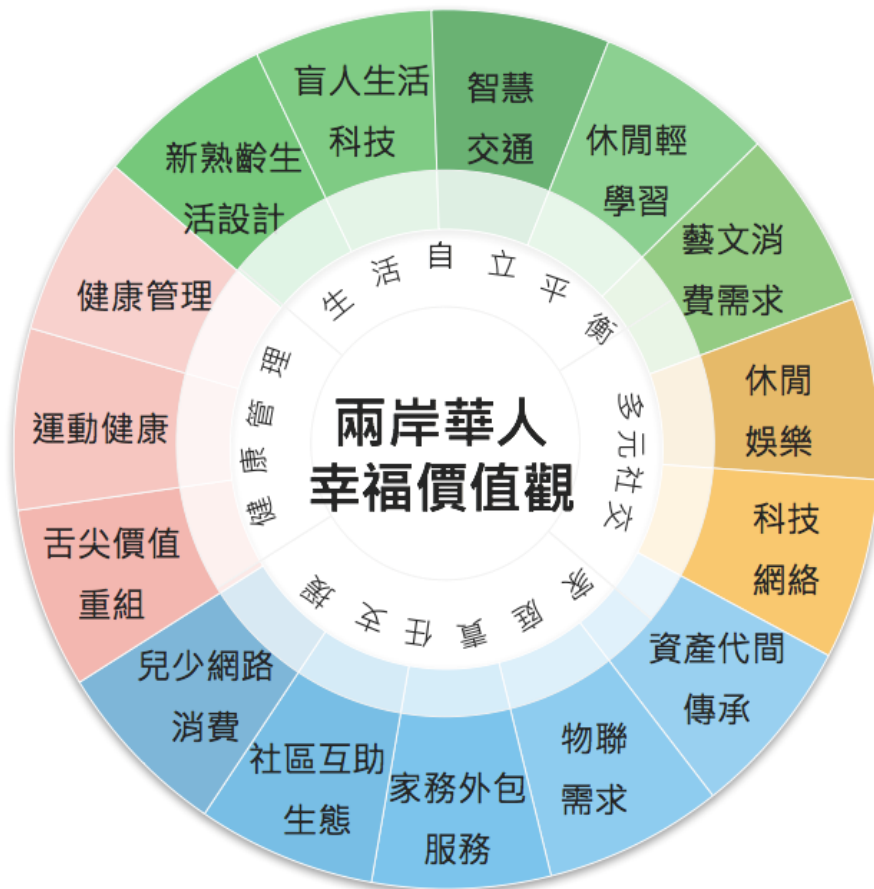 兩岸華人
幸福價值觀
生活自立平衡
多元社交
家庭責任支援
健康管理
盲人生活
科技
智慧
交通
休閒輕
學習
藝文消
費需求
休閒
娛樂
科技
網絡
資產代間
傳承
物聯
需求
家務外包
服務
社區互助
生態
兒少網路
消費
舌尖價值
重組
運動健康
健康管理
新熟齡生
活設計